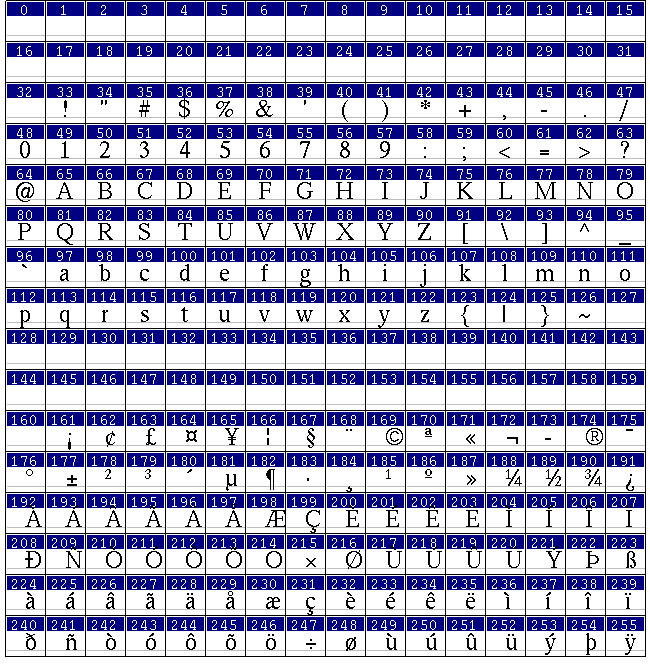 0 1 2 3 4 5 6 7 8 9 10 11 12 13 14 15
16 17 18 19 20 21 22 23 24 25 26 27 28 29 30 31
32 33 34 35 36 37 38 39 40 41 42 43 44 45 46 47
! " # $ % & ' ( ) * + , - . /
48 49 50 51 52 53 54 55 56 57 58 59 60 61 62 63
0 1 2 3 4 5 6 7 8 9 : ; < = > ?
64 65 66 67 68 69 70 71 72 73 74 75 76 77 78 79
@ A B C D E F G H I J K L M N O
80 81 82 83 84 85 86 87 88 89 90 91 92 93 94 95
P Q R S T U V W X Y Z [ \ ] ^ _
96 97 98 99 100 101 102 103 104 105 106 107 108 109 110 111
` a b c d e f g h i j k l m n o
112 113 114 115 116 117 118 119 120 121 122 123 124 125 126 127
p q r s t u v w x y z { | } ~
128 129 130 131 132 133 134 135 136 137 138 139 140 141 142 143
144 145 146 147 148 149 150 151 152 153 154 155 156 157 158 159
160 161 162 163 164 165 166 167 168 169 170 171 172 173 174 175
¡ ¢ £ ¤ ¥ ¦ § ¨ © ª « ¬ - ® ¯
176 177 178 179 180 181 182 183 184 185 186 187 188 189 190 191
° ± ² ³ ´ µ ¶ · ¸ ¹ º » ¼ ½ ¾ ¿
192 193 194 195 196 197 198 199 200 201 202 203 204 205 206 207
À Á Â Ã Ä Å Æ Ç È É Ê Ë Ì Í Î Ï
208 209 210 211 212 213 214 215 216 217 218 219 220 221 222 223
Ð Ñ Ò Ó Ô Õ Ö × Ø Ù Ú Û Ü Ý Þ ß
224 225 226 227 228 229 230 231 232 233 234 235 236 237 238 239
à á â ã ä å æ ç è é ê ë ì í î ï
240 241 242 243 244 245 246 247 248 249 250 251 252 253 254 255
ð ñ ò ó ô õ ö ÷ ø ù ú û ü ý þ ÿ